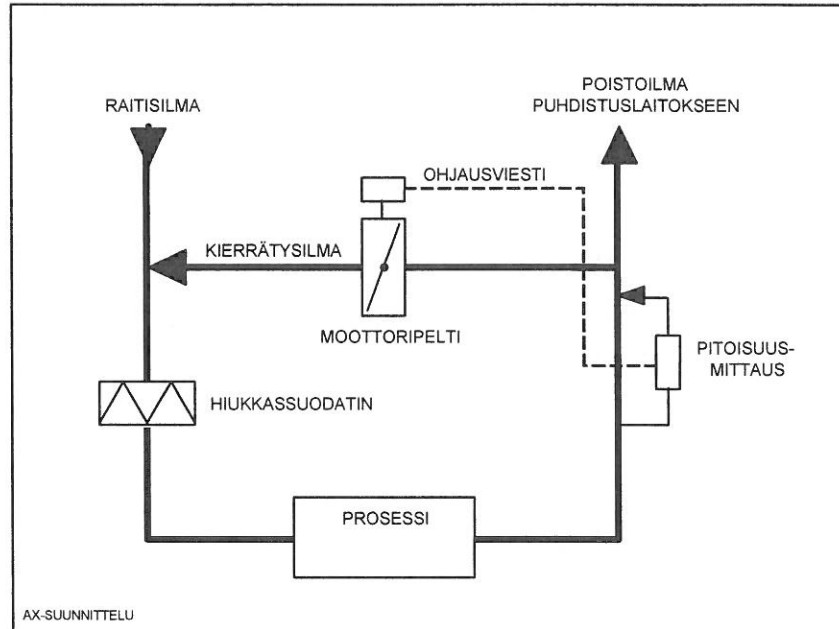 RAITISILMA
POISTOILMA
PUHDISTUSLAITOKSEEN
OHJAUSVIESTI
KIERRÄTYSILMA
MOOTTORIPELTI
PITOISUUS-
MITTAUS
HIUKKASSUODATIN
PROSESSI
AX-SUUNNITTELU